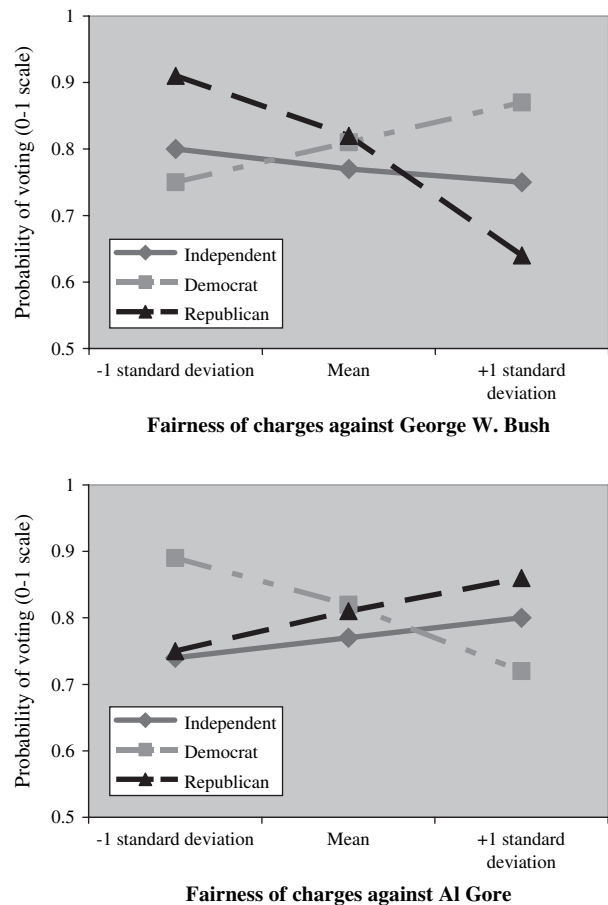 Probability of voting (0-1 scale)
1
0.9
0.8
0.7
0.6
0.5
Independent
Democrat
Republican
-1 standard deviation Mean +1 standard
deviation
Fairness of charges against George W. Bush
Probability of voting (0-1 scale)
1
0.9
0.8
0.7
0.6
0.5
Independent
Democrat
Republican
-1 standard deviation Mean +1 standard
deviation
Fairness of charges against Al Gore